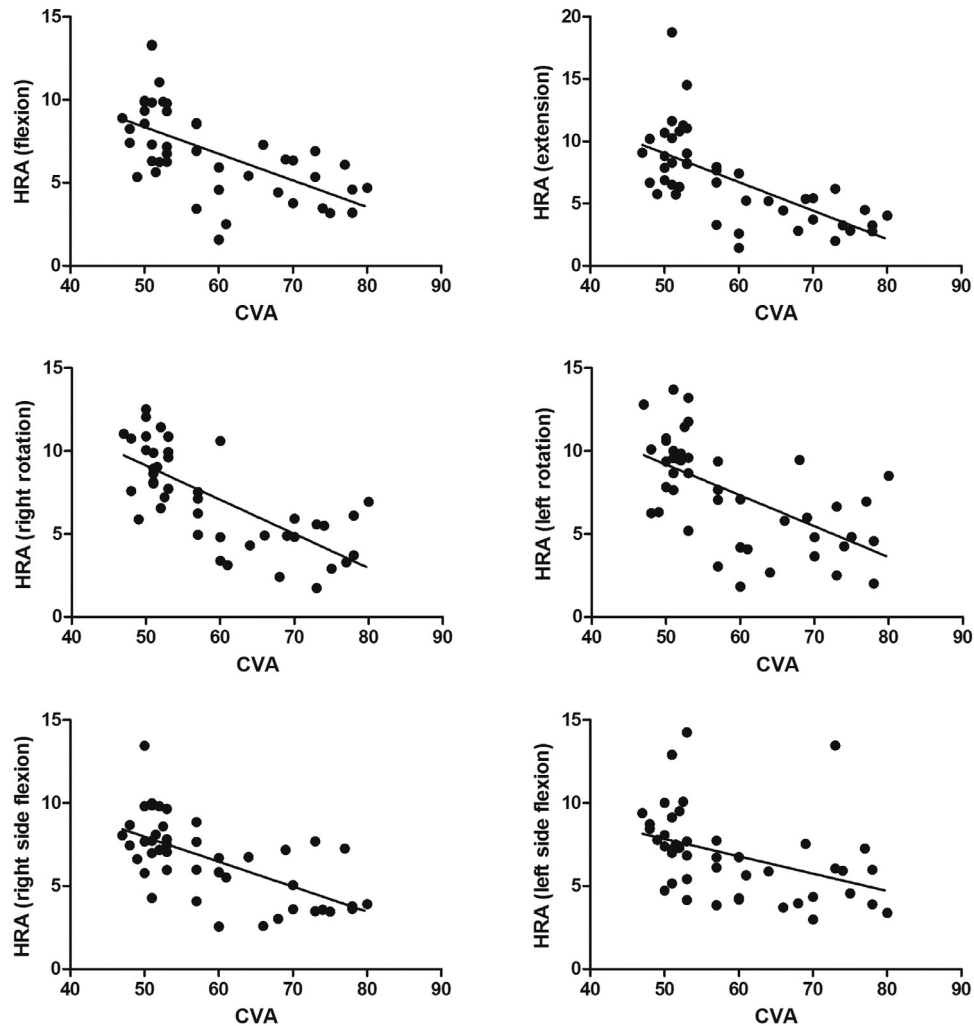 15
10
5
0
HRA (flexion)
40 50 60 70 80 90
CVA
20
15
10
5
0
HRA (extension)
40 50 60 70 80 90
CVA
15
10
5
0
HRA (right rotation)
40 50 60 70 80 90
CVA
15
10
5
0
HRA (left rotation)
40 50 60 70 80 90
CVA
15
10
5
0
HRA (right side flexion)
40 50 60 70 80 90
CVA
15
10
5
0
HRA (left side flexion)
40 50 60 70 80 90
CVA